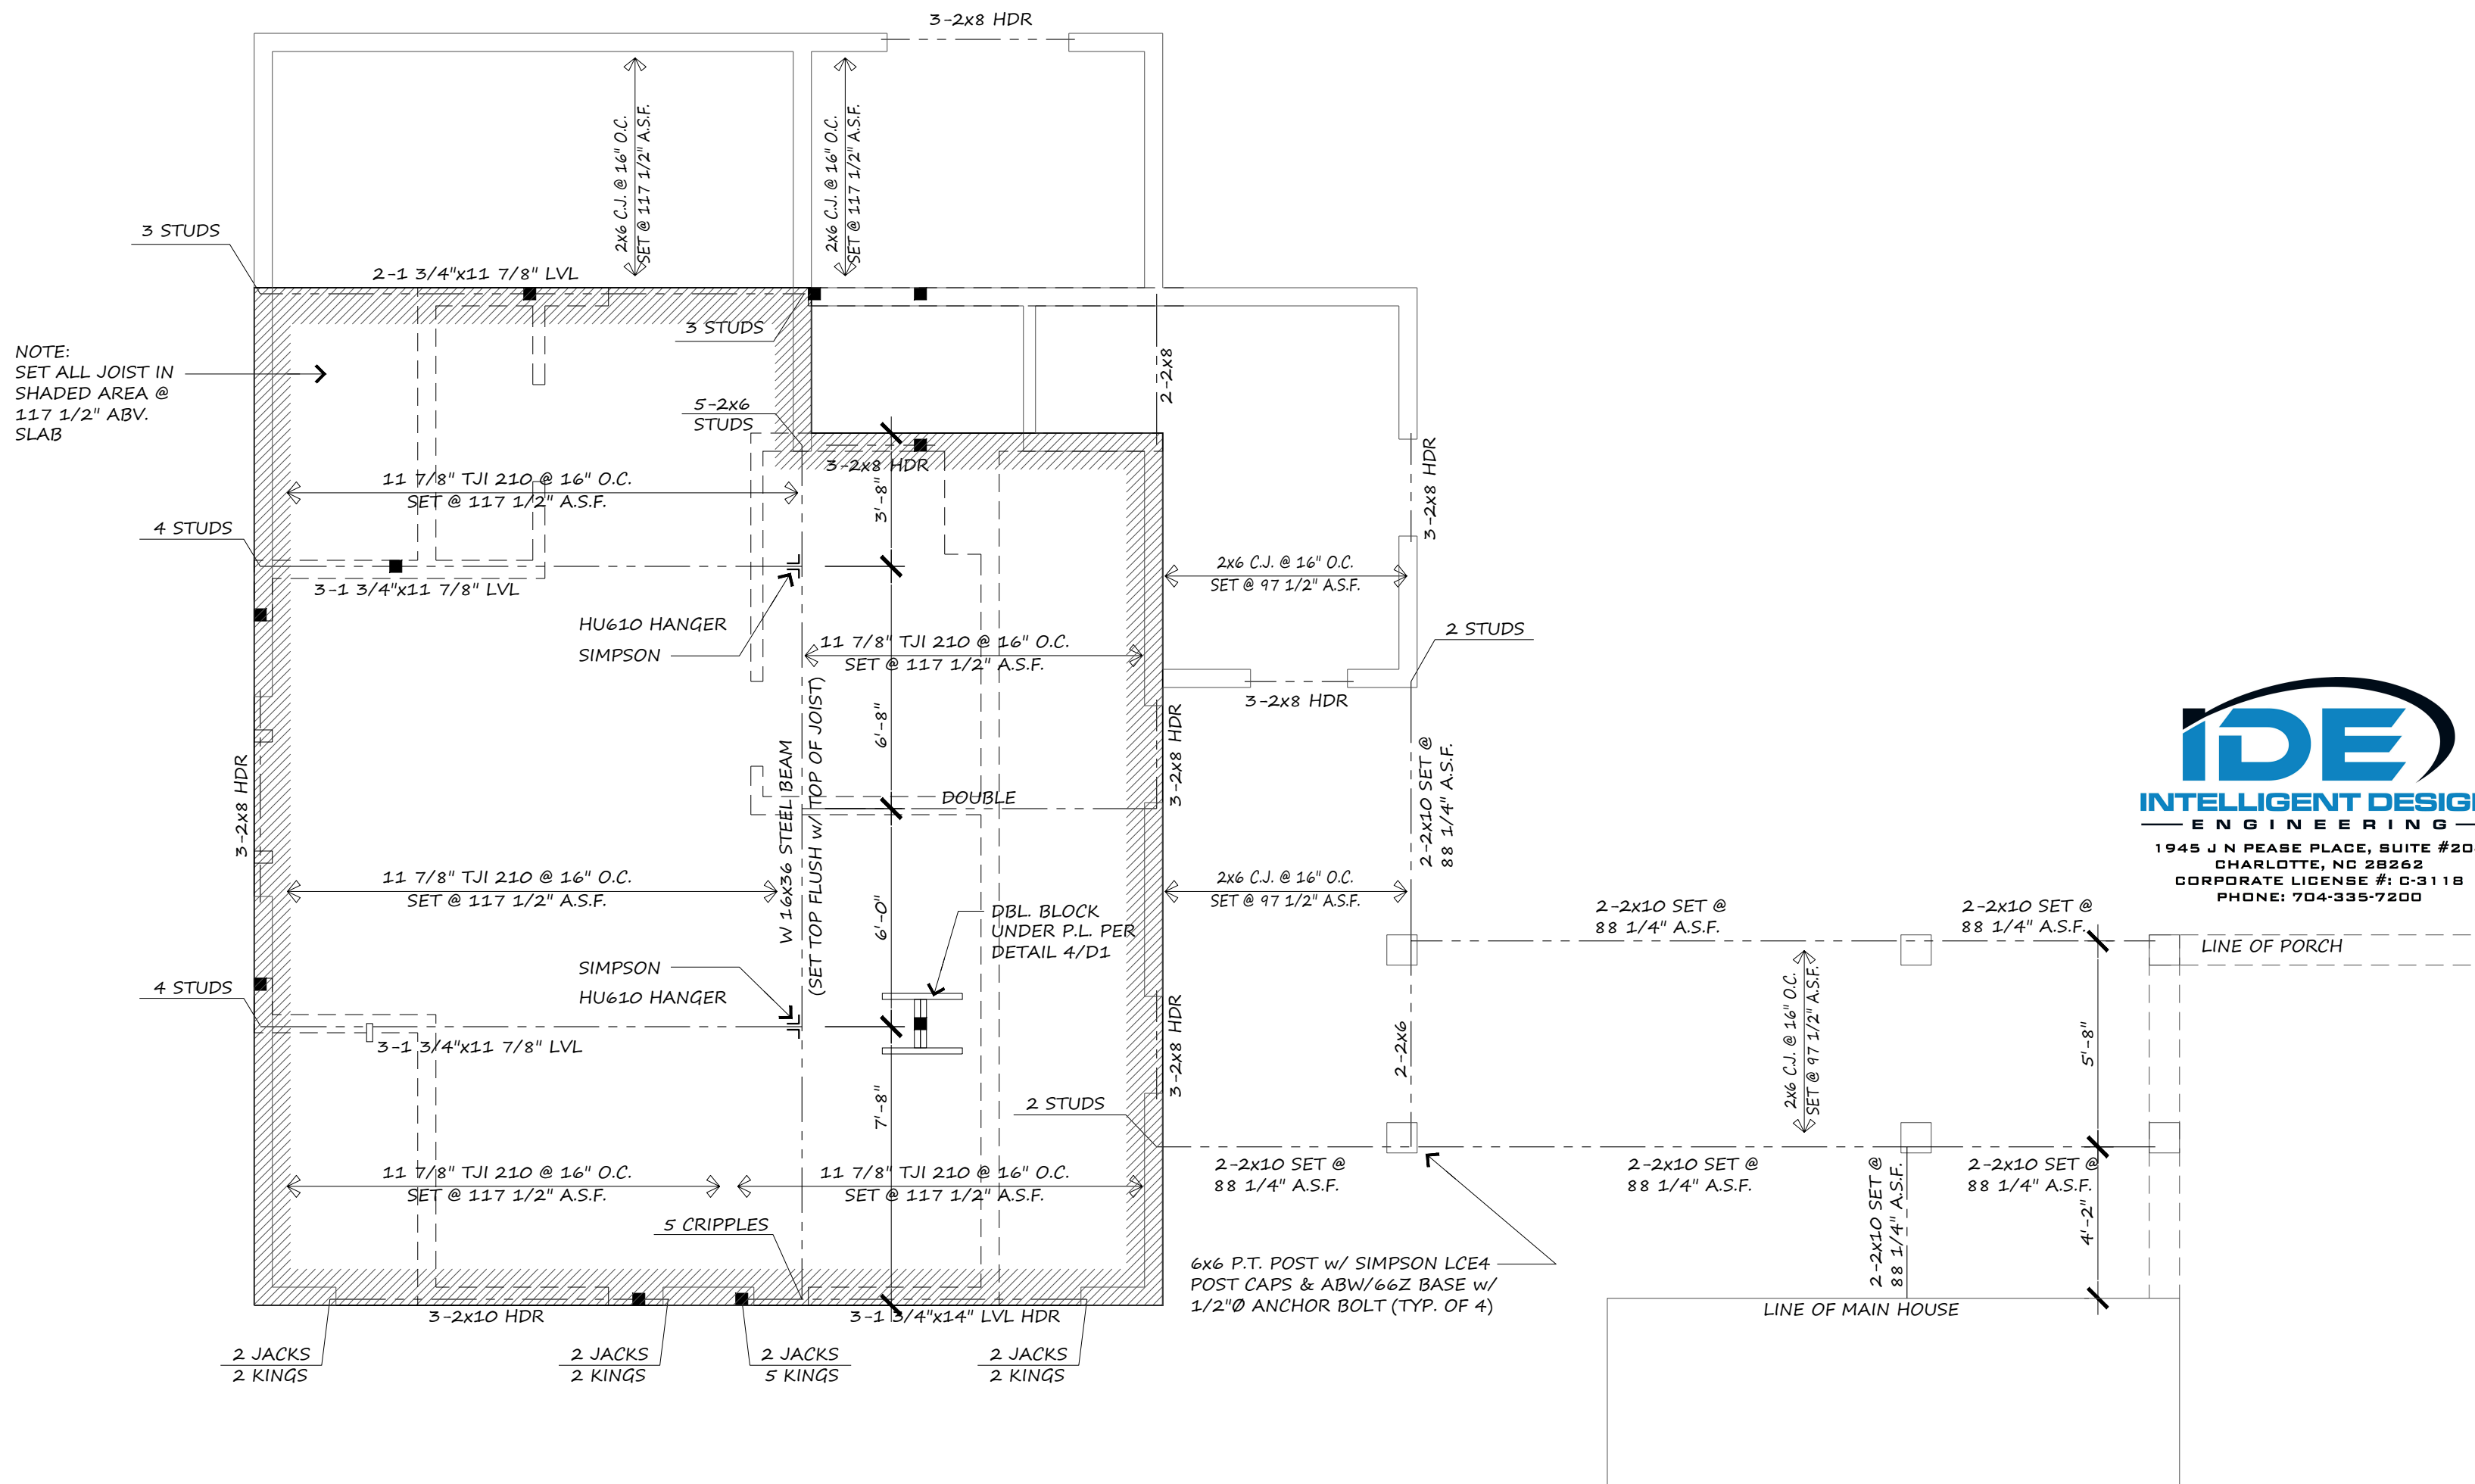 3-2x8 HDR
2x6 C.J. @ 16" O.C.
SET @ 117 1/2" A.S.F.
2x6 C.J. @ 16" O.C.
SET @ 117 1/2" A.S.F.
3 STUDS
2-1 3/4"x11 7/8" LVL
3 STUDS
NOTE:
SET ALL JOIST IN
SHADED AREA @
117 1/2" ABV.
SLAB
2-2x8
5-2x6
STUDS
3-2x8 HDR
3-2x8 HDR
11 7/8" TJI 210 @ 16" O.C.
SET @ 117 1/2" A.S.F.
3'-8"
4 STUDS
3-1 3/4"x11 7/8" LVL
2x6 C.J. @ 16" O.C.
SET @ 97 1/2" A.S.F.
HU610 HANGER
SIMPSON
11 7/8" TJI 210 @ 16" O.C.
SET @ 117 1/2" A.S.F.
2 STUDS
3-2x8 HDR
6'-8"
3-2x8 HDR
3-2x8 HDR
W 16x36 STEEL BEAM
(SET TOP FLUSH w/ TOP OF JOIST)
DOUBLE
2-2x10 SET @
88 1/4" A.S.F.
IDE
INTELLIGENT DESIG
ENGINEERING
1945 J N PEASE PLACE, SUITE #20
CHARLOTTE, NC 28262
CORPORATE LICENSE #: C-3118
PHONE: 704-335-7200
11 7/8" TJI 210 @ 16" O.C.
SET @ 117 1/2" A.S.F.
2x6 C.J. @ 16" O.C.
SET @ 97 1/2" A.S.F.
6'-0"
DBL. BLOCK
UNDER P.L. PER
DETAIL 4/D1
2-2x10 SET @
88 1/4" A.S.F.
2-2x10 SET @
88 1/4" A.S.F.
LINE OF PORCH
SIMPSON
HU610 HANGER
4 STUDS
3-1 3/4"x11 7/8" LVL
3-2x8 HDR
2-2x6
2x6 C.J. @ 16" O.C.
SET @ 97 1/2" A.S.F.
5'-8"
7'-8"
2 STUDS
11 7/8" TJI 210 @ 16" O.C.
SET @ 117 1/2" A.S.F.
11 7/8" TJI 210 @ 16" O.C.
SET @ 117 1/2" A.S.F.
2-2x10 SET @
88 1/4" A.S.F.
2-2x10 SET @
88 1/4" A.S.F.
2-2x10 SET @
88 1/4" A.S.F.
2-2x10 SET @
88 1/4" A.S.F.
4'-2"
5 CRIPPLES
6x6 P.T. POST w/ SIMPSON LCE4
POST CAPS & ABW/66Z BASE w/
1/2"Ø ANCHOR BOLT (TYP. OF 4)
LINE OF MAIN HOUSE
3-2x10 HDR
3-1 3/4"x14" LVL HDR
2 JACKS
2 KINGS
2 JACKS
2 KINGS
2 JACKS
5 KINGS
2 JACKS
2 KINGS